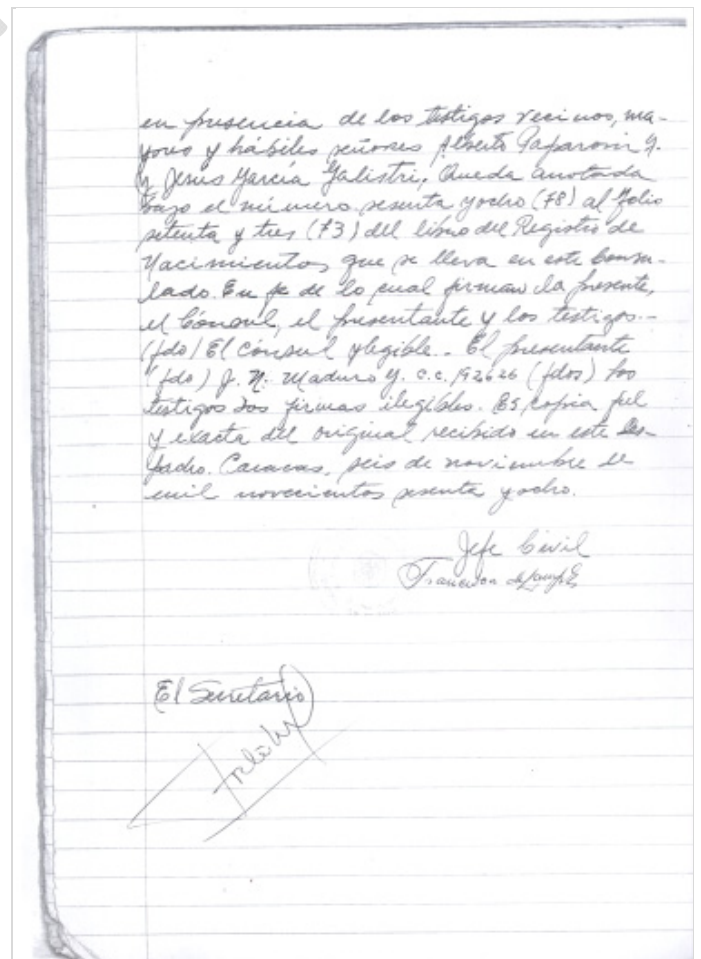 en presencia de los testigos vecinos, ma-
yores y hábiles señores Alberto Paparoni Y.
y Jesus Garcia Galistri. Queda anotada
bajo el número sesenta y ocho (78) al folio
setenta y tres (73) del libro del Registro de
Nacimientos que se lleva en este Consu-
lado. En fe de lo cual firman la presente,
el Cónsul, el presentante y los testigos.-
(fdo) El cónsul ylegible. El presentante
(fdo) J. N. Maduro Y. c.c. 192626 (fdos) los
testigos dos firmas ilegibles. Es copia fiel
y exacta del original recibido en este Des-
pacho. Caracas, seis de noviembre de
mil novecientos sesenta y ocho.
Jefe Civil
El Secretario